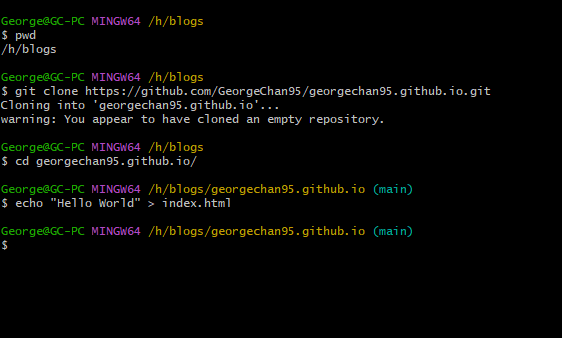 George@GC-PC MINGW64 /h/blogs
$ pwd
/h/blogs
George@GC-PC MINGW64 /h/blogs
$ git clone https://github.com/GeorgeChan95/georgechan95.github.io.git
Cloning into 'georgechan95.github.io'...
warning: You appear to have cloned an empty repository.
George@GC-PC MINGW64 /h/blogs
$ cd georgechan95.github.io/
George@GC-PC MINGW64 /h/blogs/georgechan95.github.io (main)
$ echo "Hello World" > index.html
George@GC-PC MINGW64 /h/blogs/georgechan95.github.io (main)
$